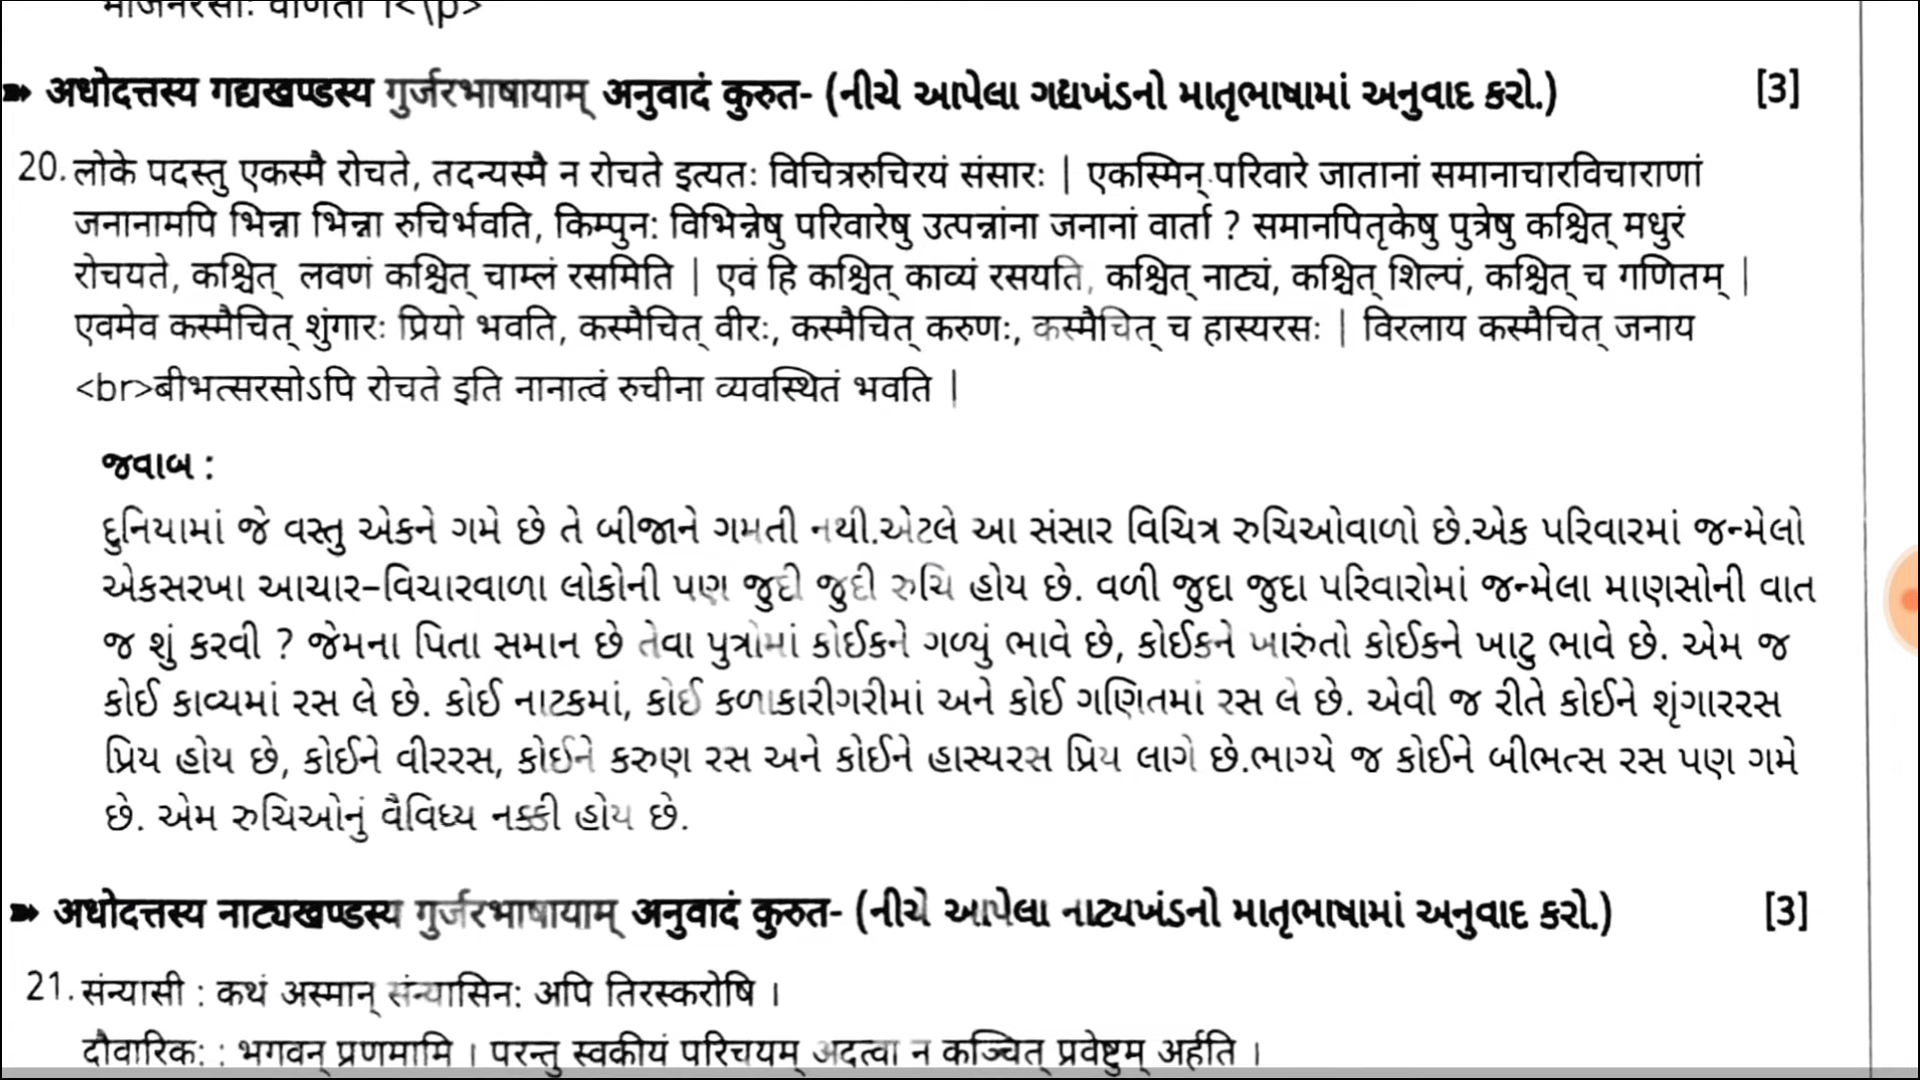 भोजनरसाः वर्णिता ।<\p>
➽ अधोदत्तस्य गद्यखण्डस्य गुर्जरभाषायाम् अनुवादं कुरुत- (નીચે આપેલા ગદ્યખંડનો માતૃભાષામાં અનુવાદ કરો.) [3]
20. लोके पदस्तु एकस्मै रोचते, तदन्यस्मै न रोचते इत्यतः विचित्ररुचिरयं संसारः | एकस्मिन् परिवारे जातानां समानाचारविचाराणां
जनानामपि भिन्ना भिन्ना रुचिर्भवति, किम्पुन: विभिन्नेषु परिवारेषु उत्पन्नांना जनानां वार्ता ? समानपितृकेषु पुत्रेषु कश्चित् मधुरं
रोचयते, कश्चित् लवणं कश्चित् चाम्लं रसमिति | एवं हि कश्चित् काव्यं रसयति, कश्चित् नाट्यं, कश्चित् शिल्पं, कश्चित् च गणितम् |
एवमेव कस्मैचित् शुंगारः प्रियो भवति, कस्मैचित् वीरः, कस्मैचित् करुणः, कस्मैचित् च हास्यरसः | विरलाय कस्मैचित् जनाय
<br>बीभत्सरसोऽपि रोचते इति नानात्वं रुचीना व्यवस्थितं भवति |
જવાબ :
દુનિયામાં જે વસ્તુ એકને ગમે છે તે બીજાને ગમતી નથી.એટલે આ સંસાર વિચિત્ર રુચિઓવાળો છે.એક પરિવારમાં જન્મેલો
એકસરખા આચાર–વિચારવાળા લોકોની પણ જુદી જુદી રુચિ હોય છે. વળી જુદા જુદા પરિવારોમાં જન્મેલા માણસોની વાત
જ શું કરવી ? જેમના પિતા સમાન છે તેવા પુત્રોમાં કોઈકને ગળ્યું ભાવે છે, કોઈકને ખારુંતો કોઈકને ખાટુ ભાવે છે. એમ જ
કોઈ કાવ્યમાં રસ લે છે. કોઈ નાટકમાં, કોઈ કળાકારીગરીમાં અને કોઈ ગણિતમાં રસ લે છે. એવી જ રીતે કોઈને શૃંગારરસ
પ્રિય હોય છે, કોઈને વીરરસ, કોઈને કરુણ રસ અને કોઈને હાસ્યરસ પ્રિય લાગે છે.ભાગ્યે જ કોઈને બીભત્સ રસ પણ ગમે
છે. એમ રુચિઓનું વૈવિધ્ય નક્કી હોય છે.
➽ अधोदत्तस्य नाट्यखण्डस्य गुर्जरभाषायाम् अनुवादं कुरुत- (નીચે આપેલા નાટ્યખંડનો માતૃભાષામાં અનુવાદ કરો.) [3]
21. संन्यासी : कथं अस्मान् संन्यासिन: अपि तिरस्करोषि ।
दौवारिक: : भगवन् प्रणमामि । परन्तु स्वकीयं परिचयम् अदत्वा न कञ्चित् प्रवेष्टुम् अर्हति ।